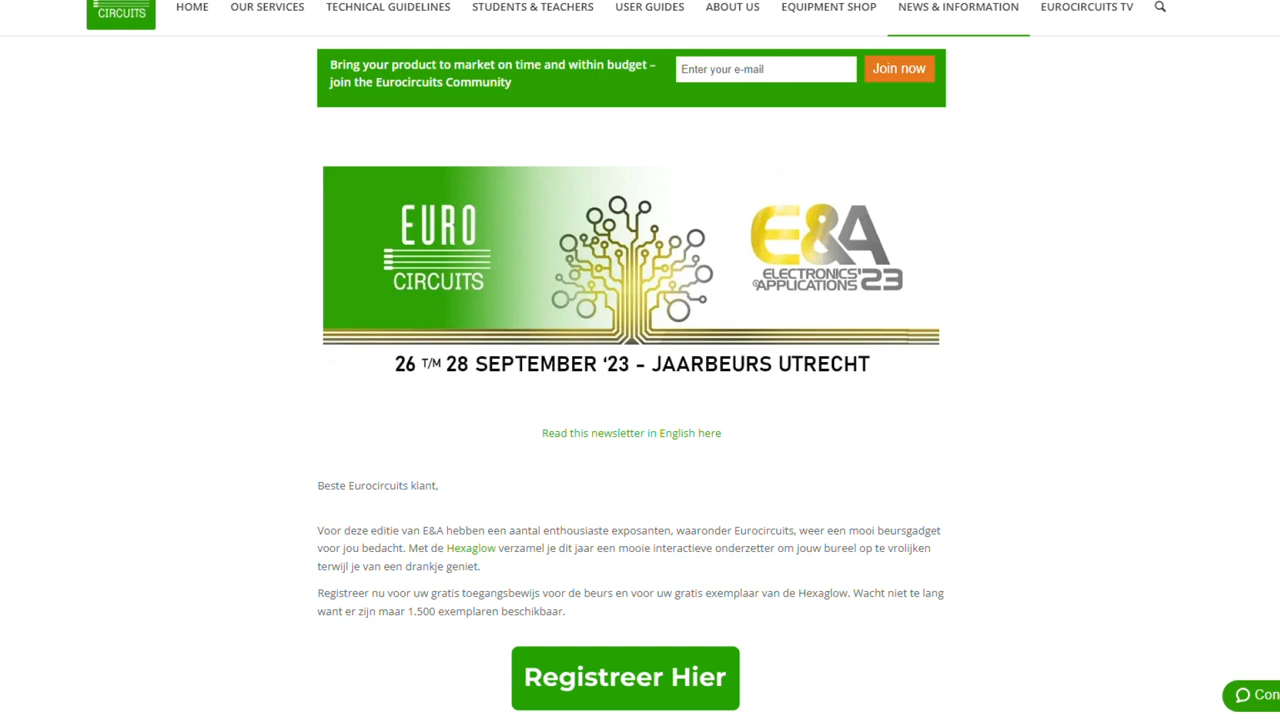 CIRCUITS
HOME OUR SERVICES TECHNICAL GUIDELINES STUDENTS & TEACHERS USER GUIDES ABOUT US EQUIPMENT SHOP NEWS & INFORMATION EUROCIRCUITS TV
Bring your product to market on time and within budget –
join the Eurocircuits Community
Enter your e-mail
Join now
EURO
CIRCUITS
E&A
ELECTRONICS
&APPLICATIONS '23
26 T/M 28 SEPTEMBER ‘23 – JAARBEURS UTRECHT
Read this newsletter in English here
Beste Eurocircuits klant,
Voor deze editie van E&A hebben een aantal enthousiaste exposanten, waaronder Eurocircuits, weer een mooi beursgadget
voor jou bedacht. Met de Hexaglow verzamel je dit jaar een mooie interactieve onderzetter om jouw bureel op te vrolijken
terwijl je van een drankje geniet.
Registreer nu voor uw gratis toegangsbewijs voor de beurs en voor uw gratis exemplaar van de Hexaglow. Wacht niet te lang
want er zijn maar 1.500 exemplaren beschikbaar.
Registreer Hier
Con